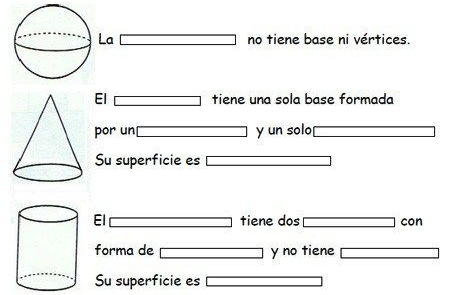 La no tiene base ni vértices.
El tiene una sola base formada
por un y un solo
Su superficie es
El tiene dos con
forma de y no tiene
Su superficie es